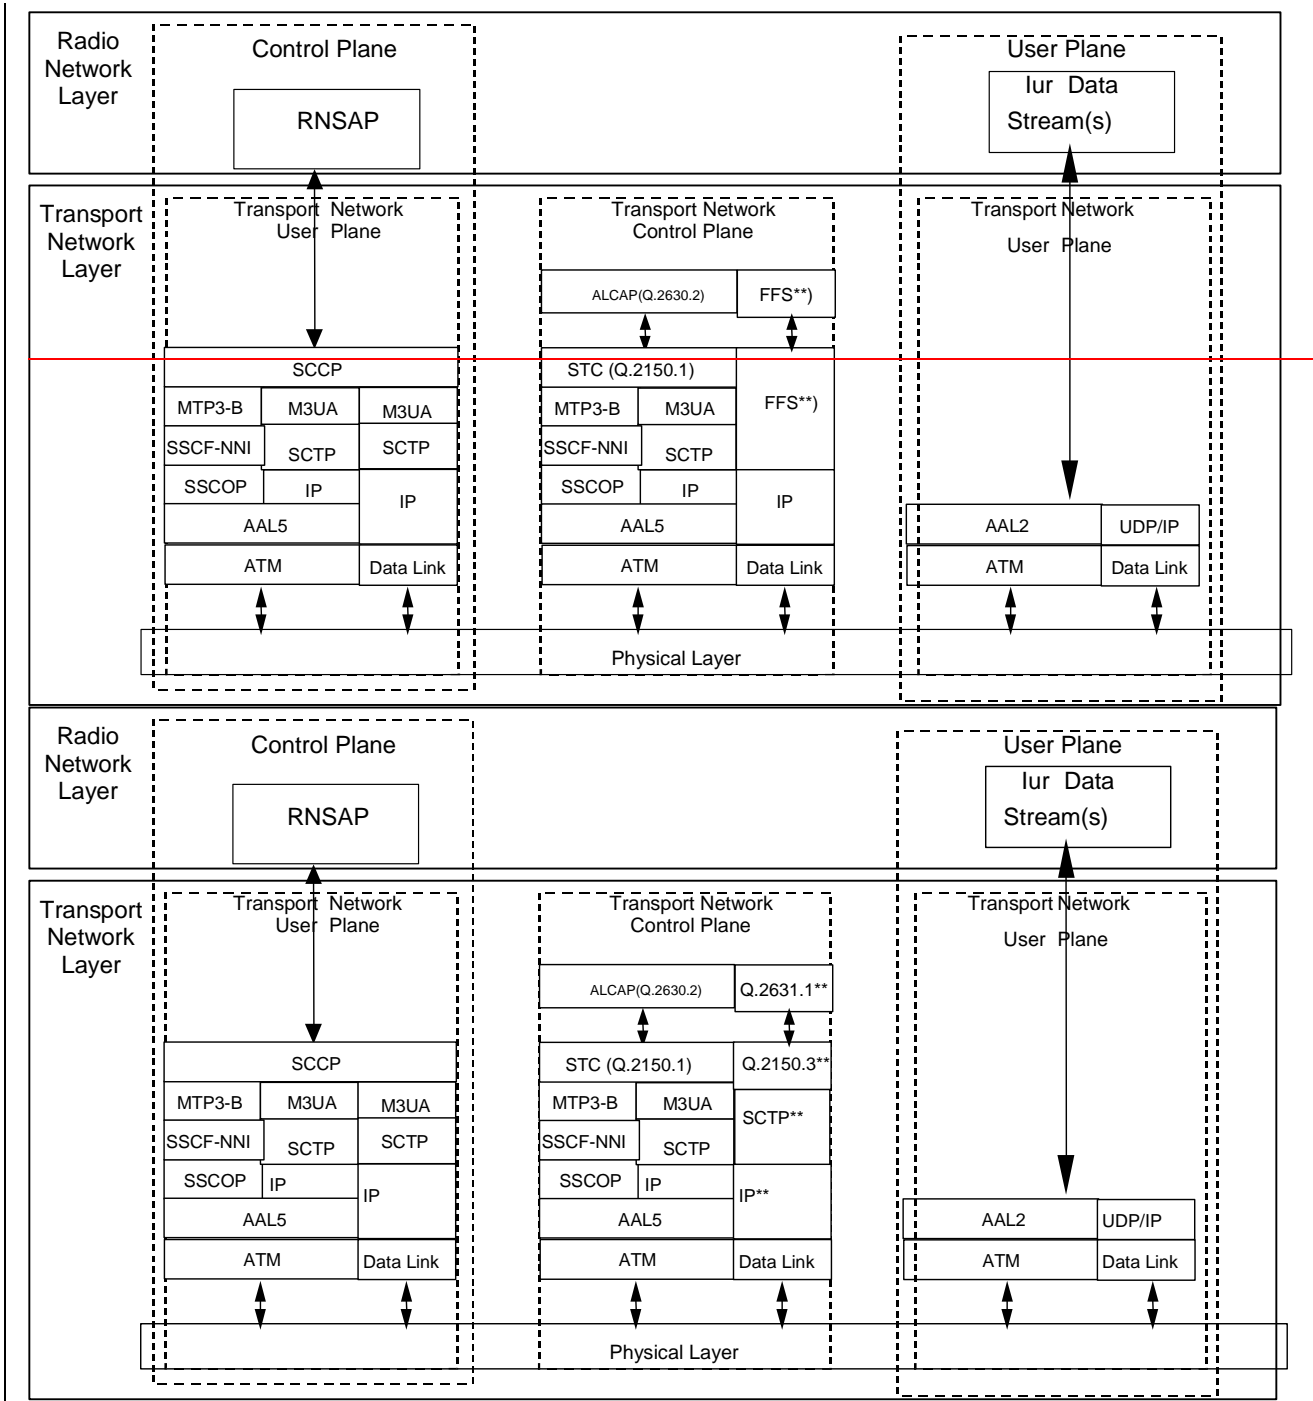 Radio
Network
Layer
Control Plane
RNSAP
User Plane
Iur Data
Stream(s)
Transport
Network
Layer
Transport Network
User Plane
Transport Network
Control Plane
Transport Network
User Plane
ALCAP(Q.2630.2)
FFS**)
SCCP
STC (Q.2150.1)
FFS**)
MTP3-B
M3UA
M3UA
MTP3-B
M3UA
SSCF-NNI
SCTP
SCTP
SSCF-NNI
SCTP
SSCOP
IP
IP
SSCOP
IP
IP
AAL5
AAL5
AAL2
UDP/IP
ATM
Data Link
ATM
Data Link
ATM
Data Link
Physical Layer
Radio
Network
Layer
Control Plane
RNSAP
User Plane
Iur Data
Stream(s)
Transport
Network
Layer
Transport Network
User Plane
Transport Network
Control Plane
Transport Network
User Plane
ALCAP(Q.2630.2)
Q.2631.1**
SCCP
STC (Q.2150.1)
Q.2150.3**
MTP3-B
M3UA
M3UA
MTP3-B
M3UA
SCTP**
SSCF-NNI
SCTP
SCTP
SSCF-NNI
SCTP
SSCOP
IP
IP
SSCOP
IP
IP**
AAL5
AAL5
AAL2
UDP/IP
ATM
Data Link
ATM
Data Link
ATM
Data Link
Physical Layer